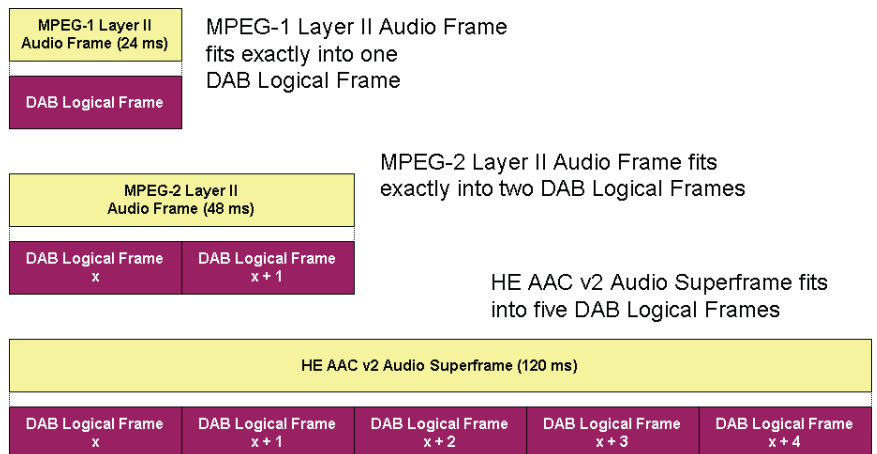 MPEG-1 Layer II
Audio Frame (24 ms)
MPEG-1 Layer II Audio Frame
fits exactly into one
DAB Logical Frame
DAB Logical Frame
MPEG-2 Layer II Audio Frame fits
exactly into two DAB Logical Frames
MPEG-2 Layer II
Audio Frame (48 ms)
DAB Logical Frame
x
DAB Logical Frame
x + 1
HE AAC v2 Audio Superframe fits
into five DAB Logical Frames
HE AAC v2 Audio Superframe (120 ms)
DAB Logical Frame
x
DAB Logical Frame
x + 1
DAB Logical Frame
x + 2
DAB Logical Frame
x + 3
DAB Logical Frame
x + 4